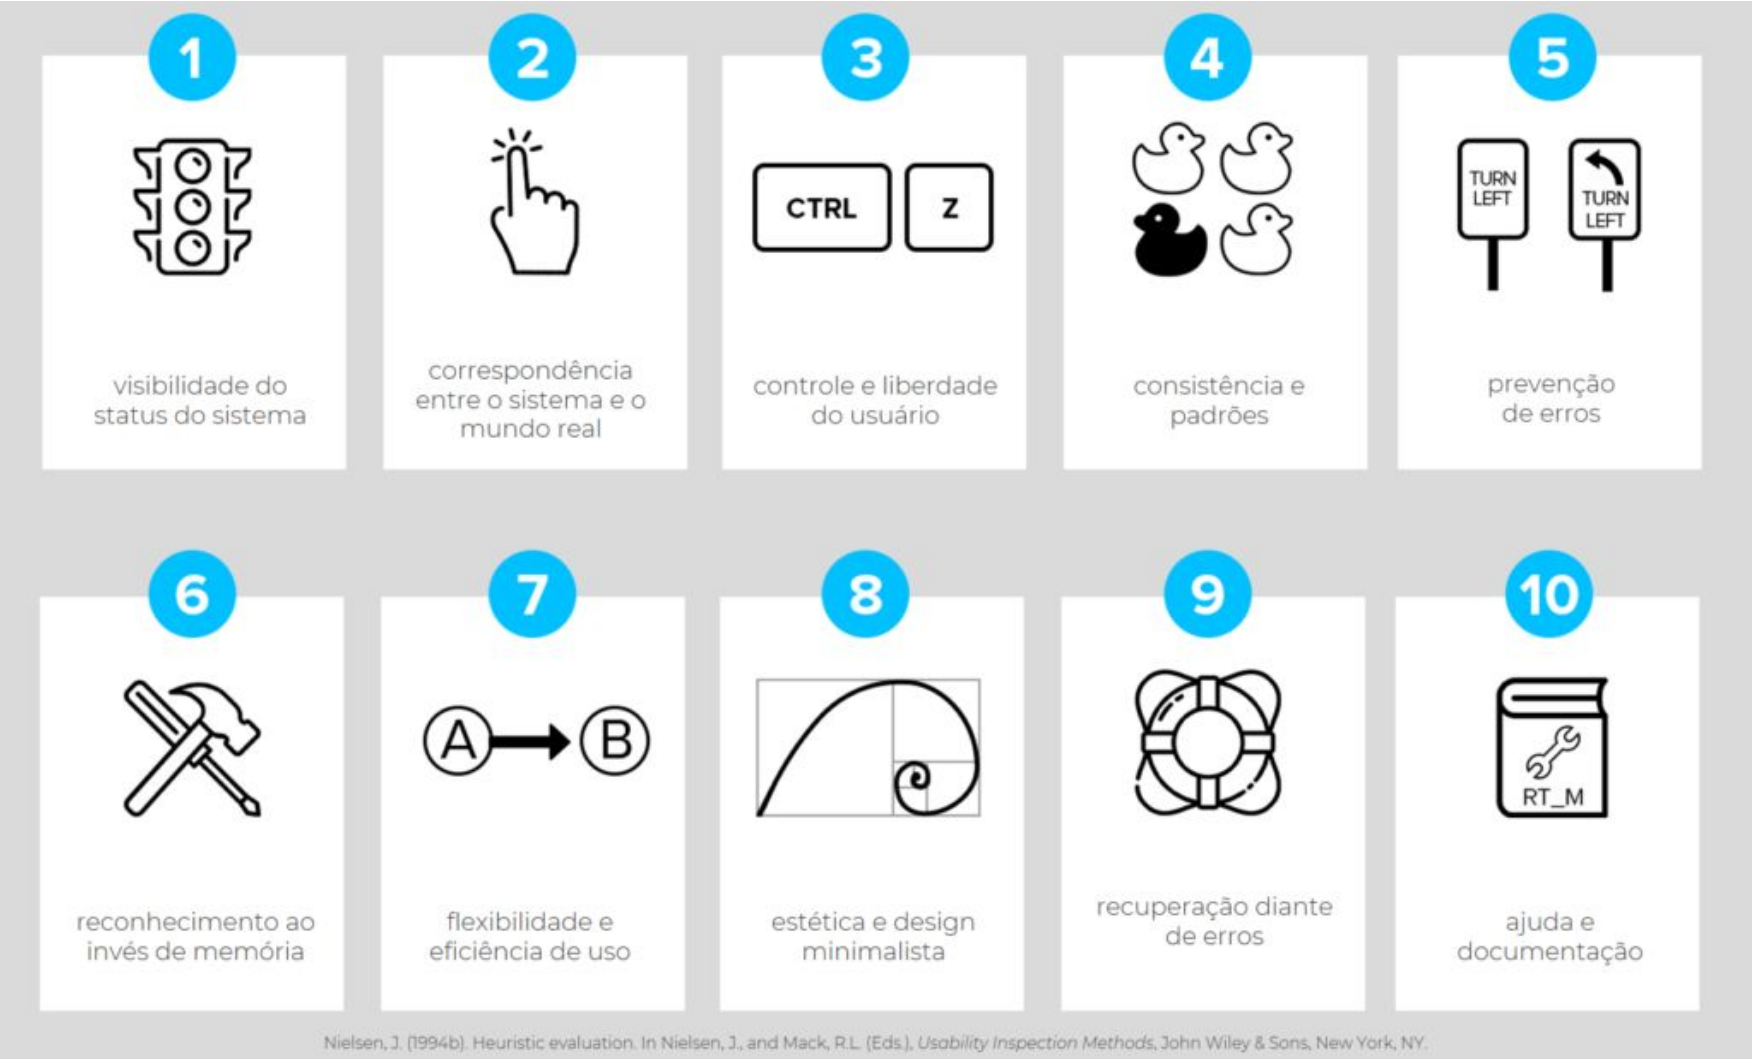 1
2
3
4
5
CTRL
Z
TURN
LEFT
TURN
LEFT
visibilidade do
status do sistema
correspondência
entre o sistema e o
mundo real
controle e liberdade
do usuário
consistência e
padrões
prevenção
de erros
6
7
8
9
10
A
B
RT_M
reconhecimento ao
invés de memória
flexibilidade e
eficiência de uso
estética e design
minimalista
recuperação diante
de erros
ajuda e
documentação
Nielsen, J. (1994b). Heuristic evaluation. In Nielsen, J., and Mack, R.L. (Eds.), Usability Inspection Methods, John Wiley & Sons, New York, NY.